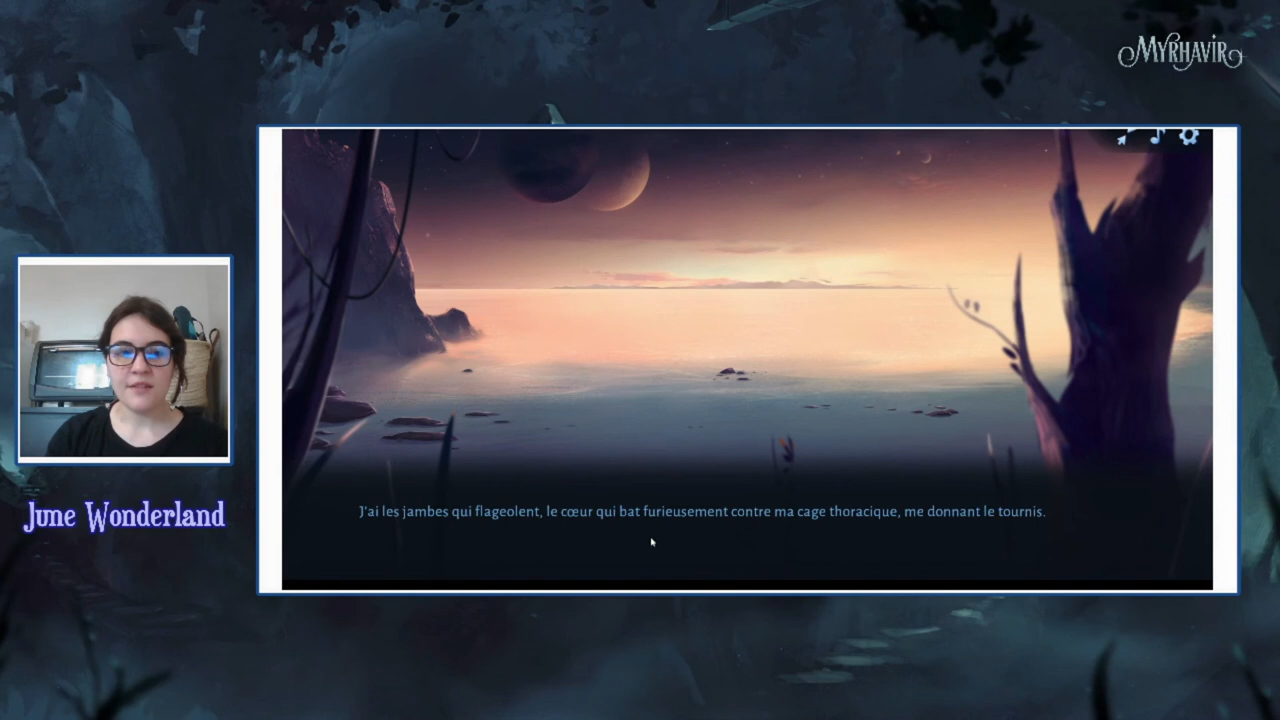 MYRHAVIR
June Wonderland
J'ai les jambes qui flageolent, le cœur qui bat furieusement contre ma cage thoracique, me donnant le tournis.